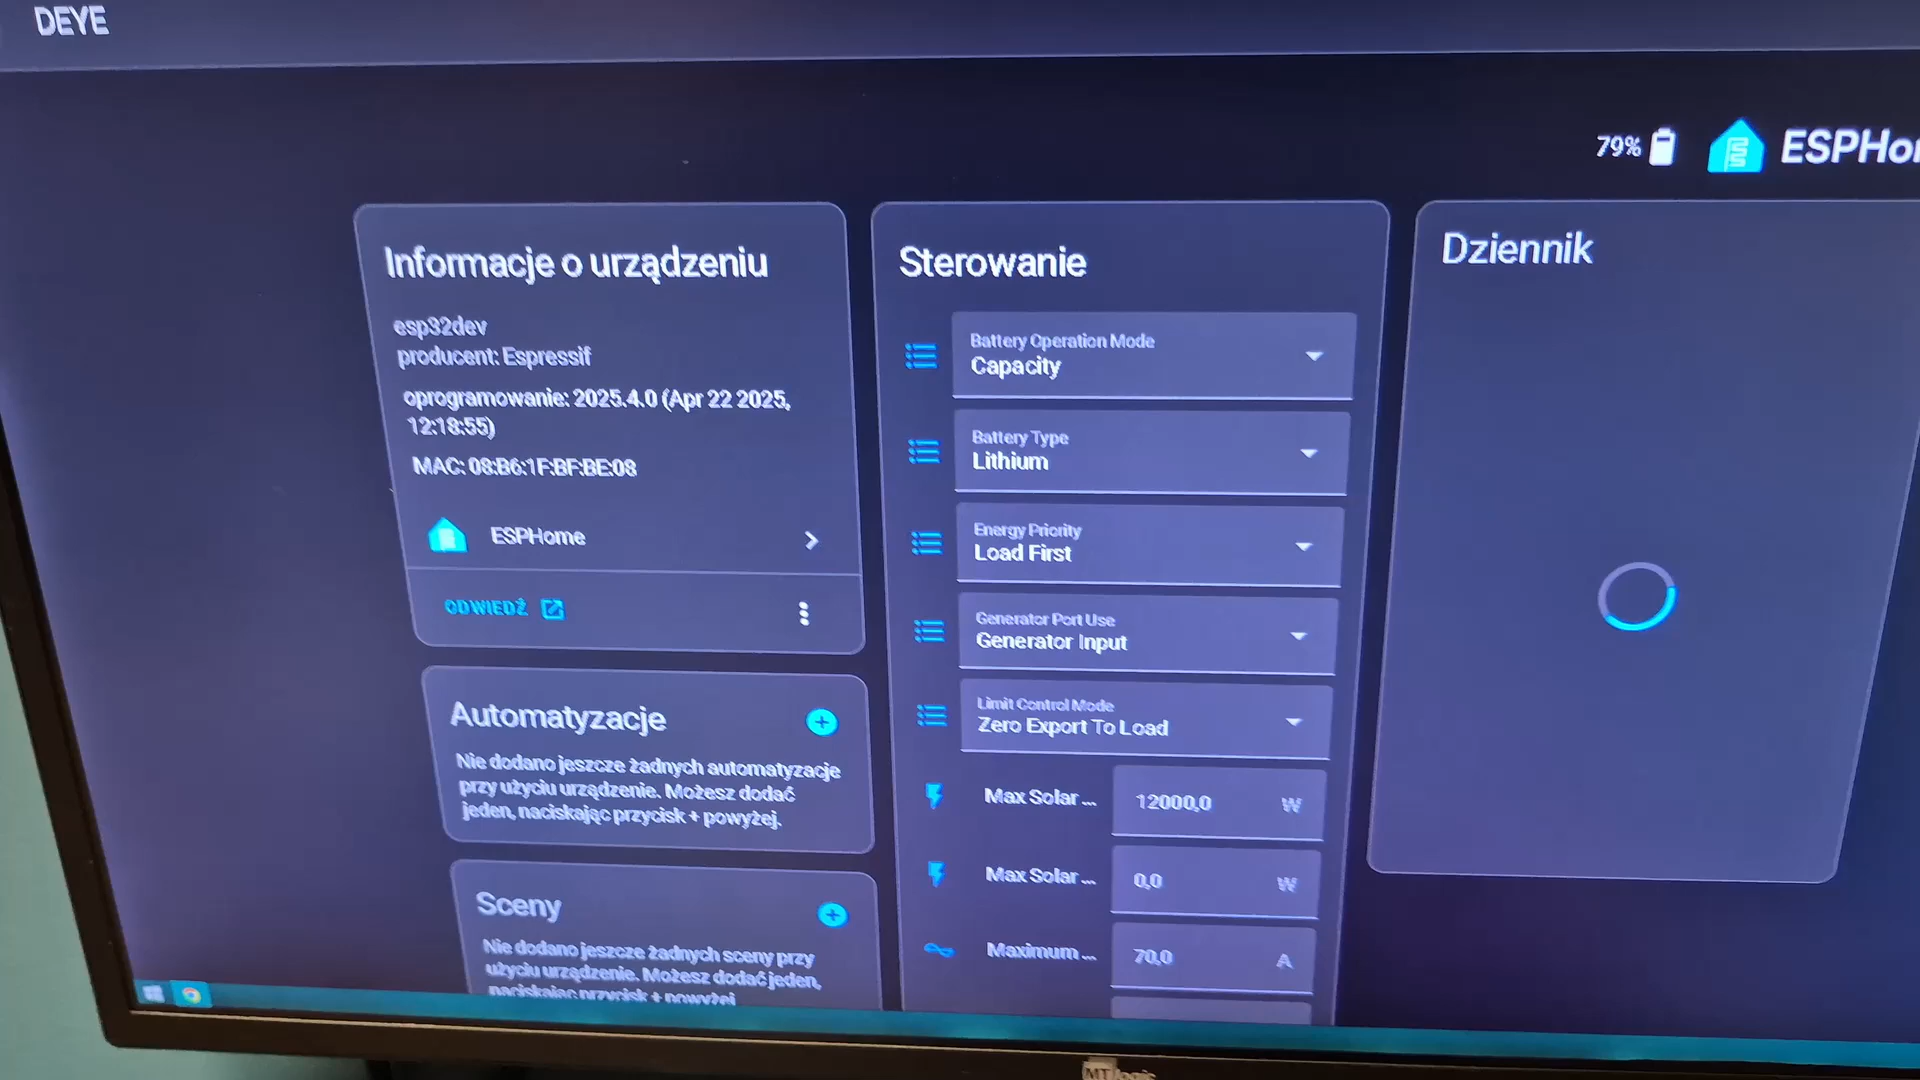 DEYE
79%
ESPHo
Informacje o urządzeniu
esp32dev
producent: Espressif
oprogramowanie: 2025.4.0 (Apr 22 2025,
12:18:55)
MAC: 08:B6:1F:BF:BE:08
ESPHome
ODWIEDŹ
Automatyzacje
Nie dodano jeszcze żadnych automatyzacje
przy użyciu urządzenie. Możesz dodać
jeden, naciskając przycisk + powyżej.
Sceny
Nie dodano jeszcze żadnych sceny przy
użyciu urządzenie. Możesz dodać jeden,
naciskając przycisk + powyżej
Sterowanie
Battery Operation Mode
Capacity
Battery Type
Lithium
Energy Priority
Load First
Generator Port Use
Generator Input
Limit Control Mode
Zero Export To Load
Max Solar ... 12000,0 W
Max Solar ... 0,0 W
Maximum ... 70,0 A
Dziennik